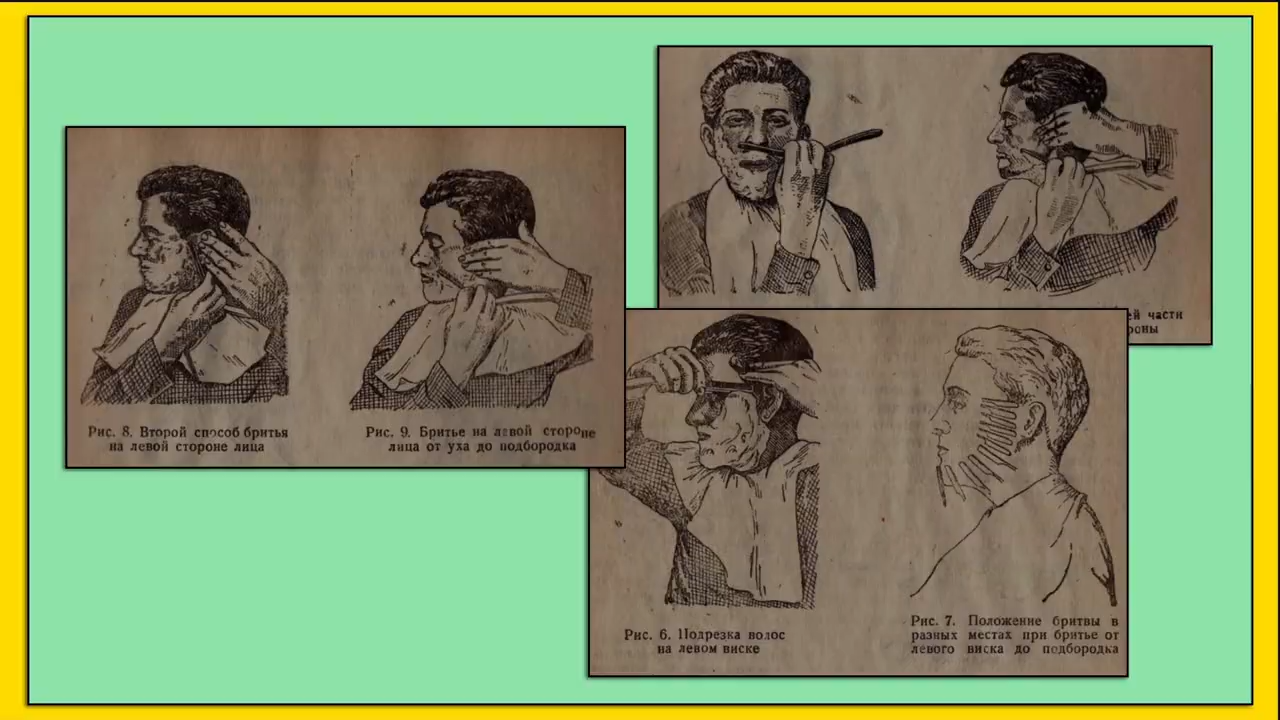 Рис. 8. Второй способ бритья
на левой стороне лица
Рис. 9. Бритье на левой стороне
лица от уха до подбородка
ей части
роны
Рис. 6. Подрезка волос
на левом виске
Рис. 7. Положение бритвы в
разных местах при бритье от
левого виска до подбородка